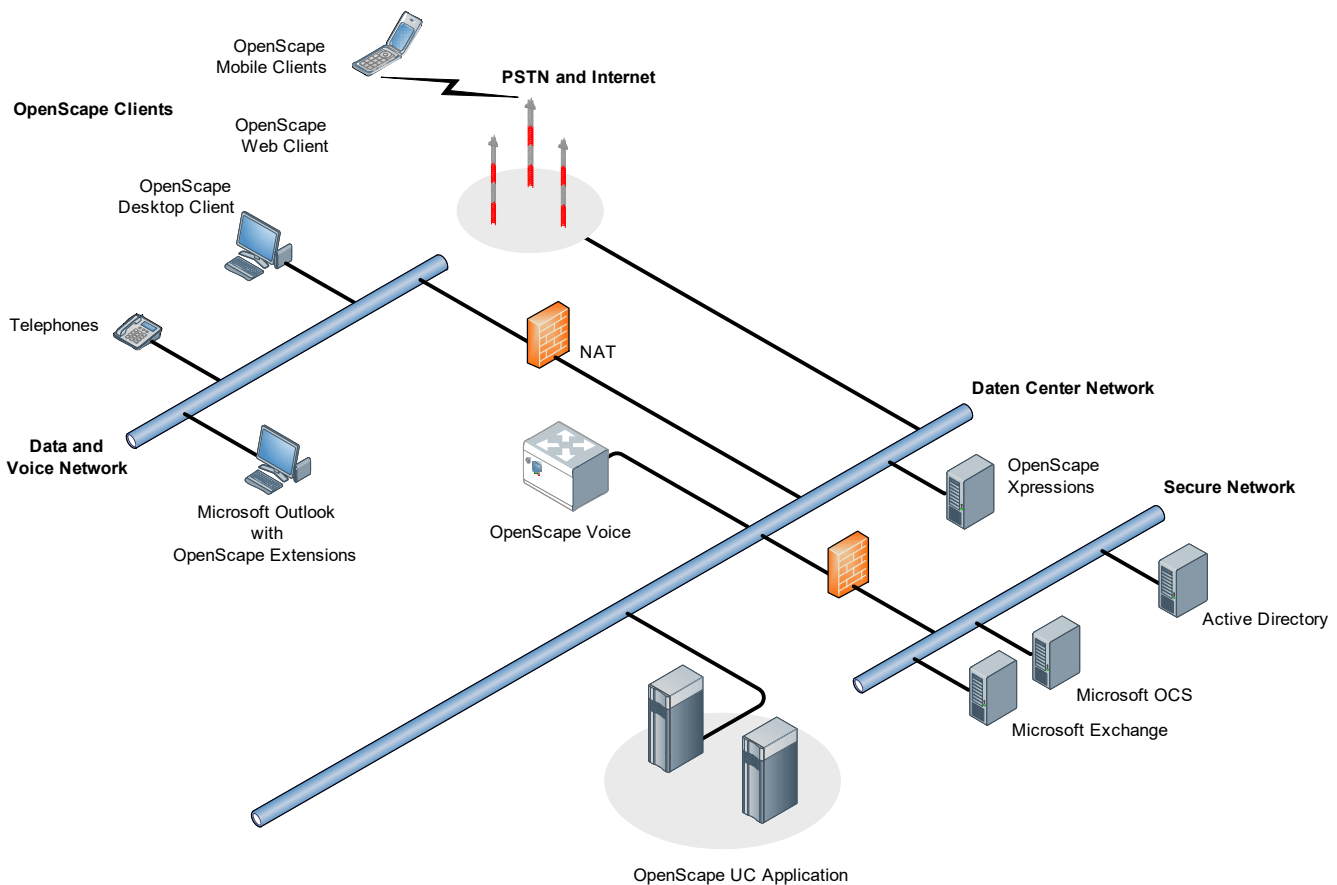 OpenScape
Mobile Clients
PSTN and Internet
OpenScape Clients
OpenScape
Web Client
OpenScape
Desktop Client
Telephones
NAT
Daten Center Network
Data and
Voice Network
OpenScape
Xpressions
Secure Network
Microsoft Outlook
with
OpenScape Extensions
OpenScape Voice
Active Directory
Microsoft OCS
Microsoft Exchange
OpenScape UC Application